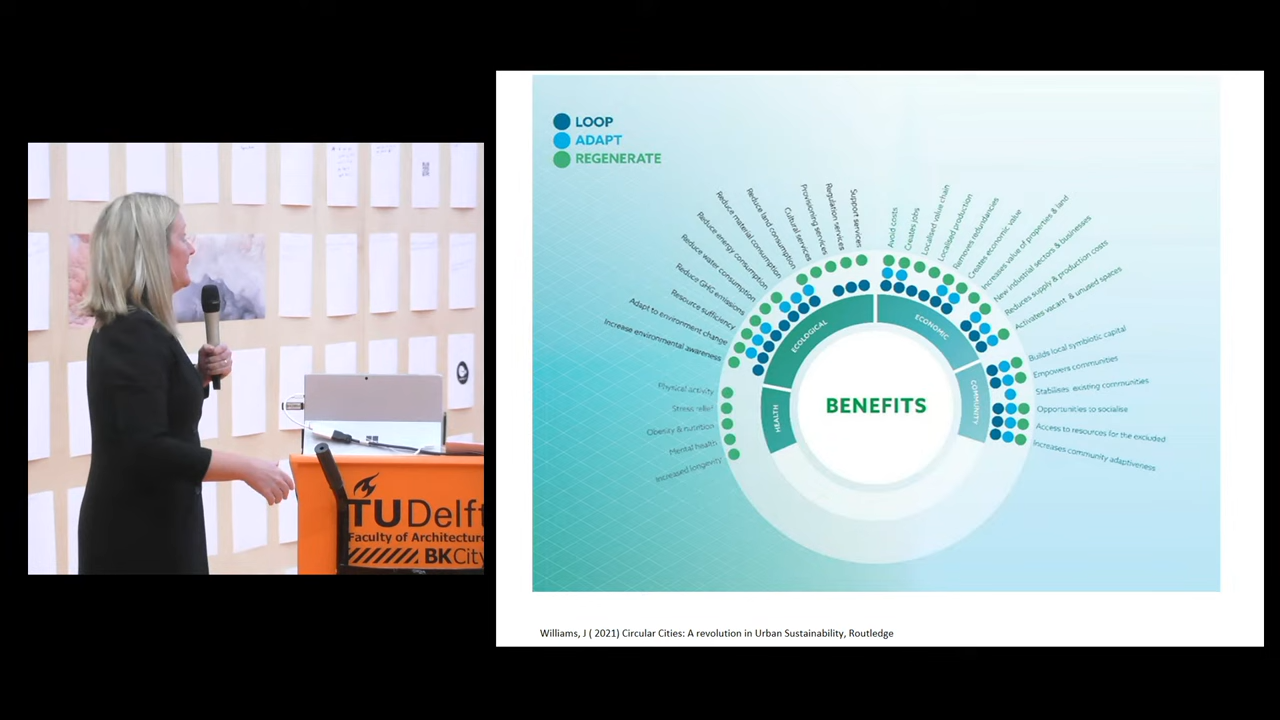 TUDelft
Faculty of Architecture
BKCity
LOOP
ADAPT
REGENERATE
BENEFITS
HEALTH
ECOLOGICAL
ECONOMIC
COMMUNITY
Increased longevity
Mental health
Obesity & nutrition
Stress relief
Physical activity
Increase environmental awareness
Adapt to environment change
Resource sufficiency
Reduce GHG emissions
Reduce water consumption
Reduce energy consumption
Reduce material consumption
Reduce land consumption
Cultural services
Provisioning services
Regulation services
Support services
Avoid costs
Creates jobs
Localised value chain
Localised production
Removes redundancies
Creates economic value
Increases value of properties & land
New industrial sectors & businesses
Reduces supply & production costs
Activates vacant & unused spaces
Builds local symbiotic capital
Empowers communities
Stabilises existing communities
Opportunities to socialise
Access to resources for the excluded
Increases community adaptiveness
Williams, J ( 2021) Circular Cities: A revolution in Urban Sustainability, Routledge